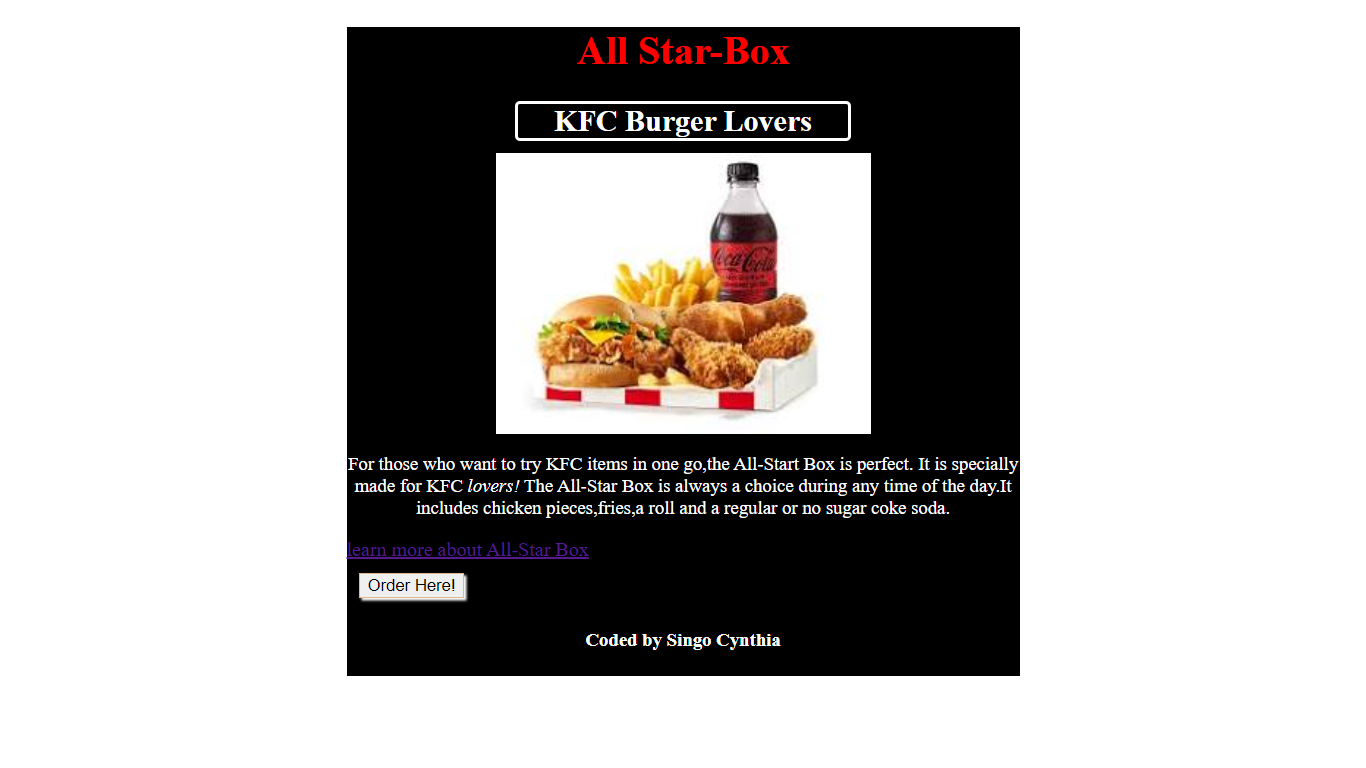 All Star-Box
KFC Burger Lovers
Coca-Cola
For those who want to try KFC items in one go,the All-Start Box is perfect. It is specially
made for KFC lovers! The All-Star Box is always a choice during any time of the day.It
includes chicken pieces,fries,a roll and a regular or no sugar coke soda.
learn more about All-Star Box
Order Here!
Coded by Singo Cynthia